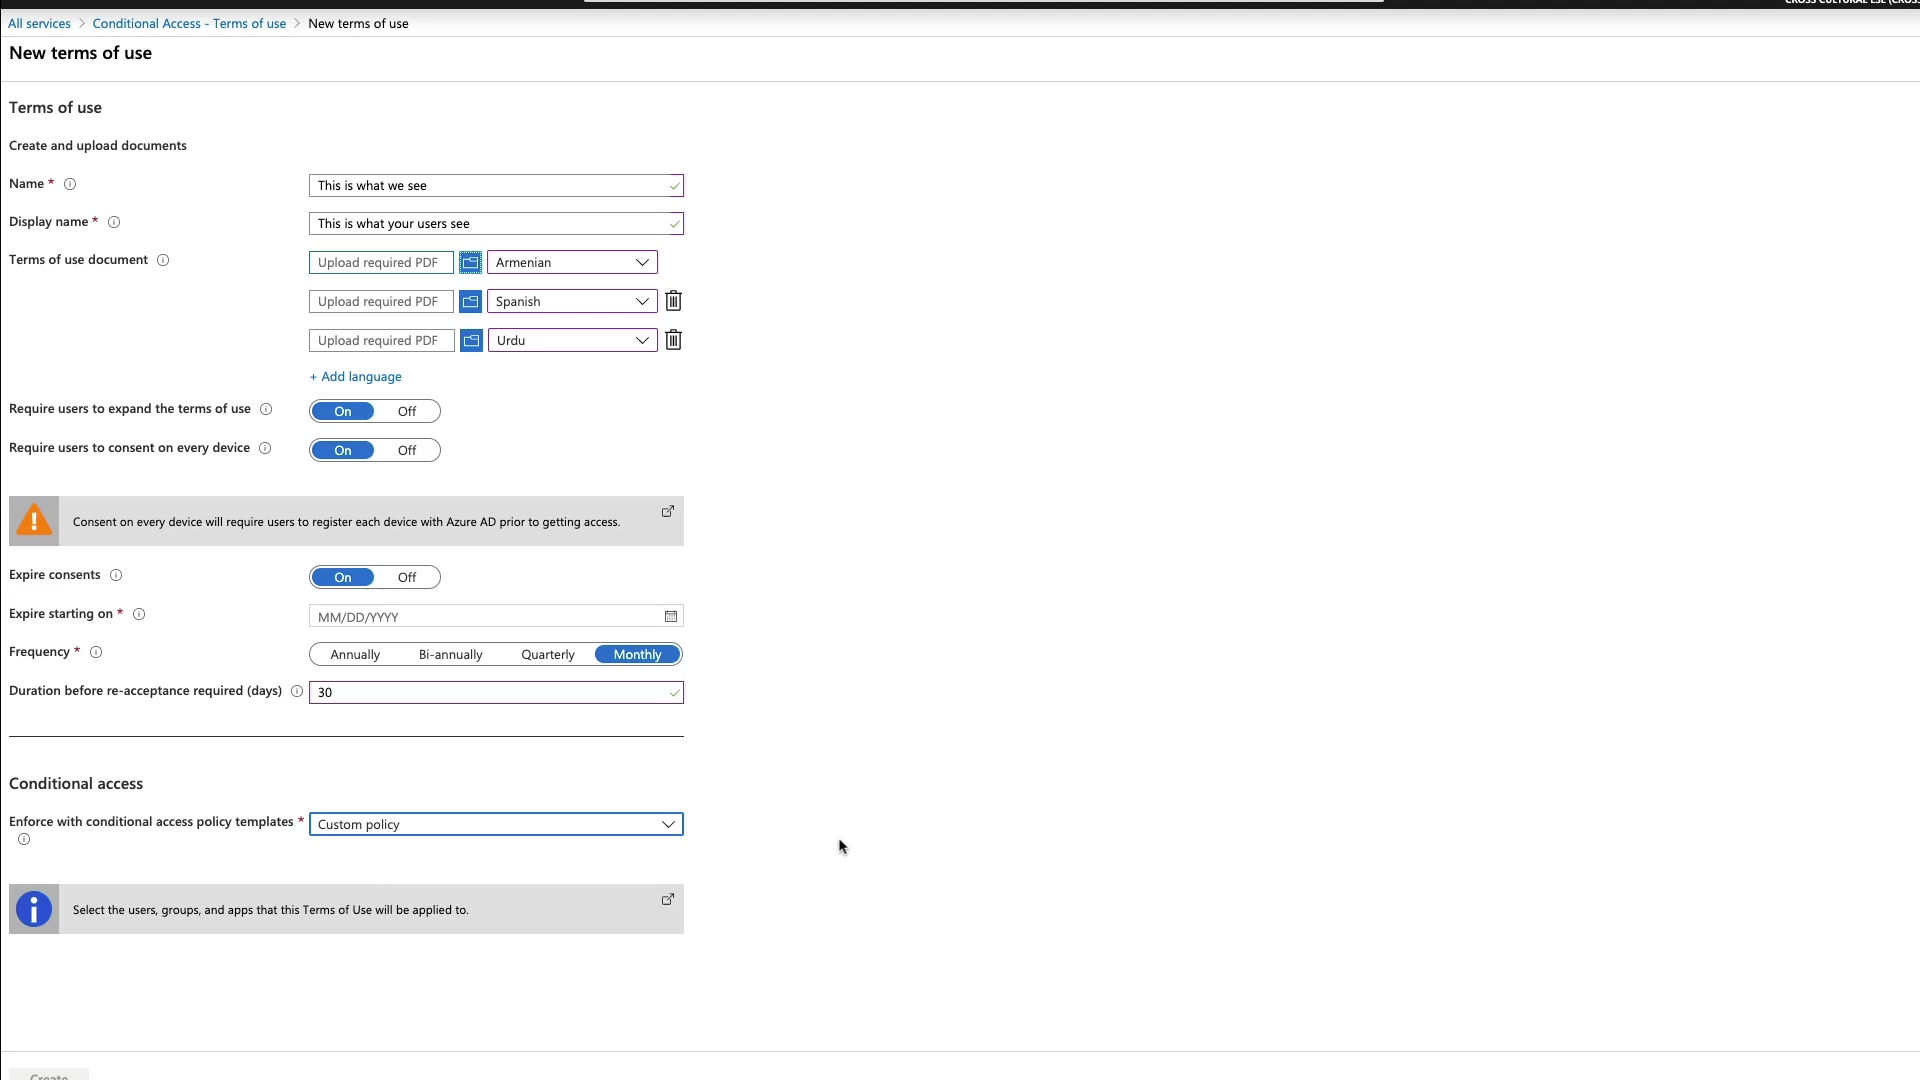 All services > Conditional Access - Terms of use > New terms of use
New terms of use
Terms of use
Create and upload documents
Name *
This is what we see
Display name *
This is what your users see
Terms of use document
Upload required PDF
Armenian
Upload required PDF
Spanish
Upload required PDF
Urdu
+ Add language
Require users to expand the terms of use
On Off
Require users to consent on every device
On Off
Consent on every device will require users to register each device with Azure AD prior to getting access.
Expire consents
On Off
Expire starting on *
MM/DD/YYYY
Frequency *
Annually Bi-annually Quarterly Monthly
Duration before re-acceptance required (days)
30
Conditional access
Enforce with conditional access policy templates *
Custom policy
Select the users, groups, and apps that this Terms of Use will be applied to.
Create